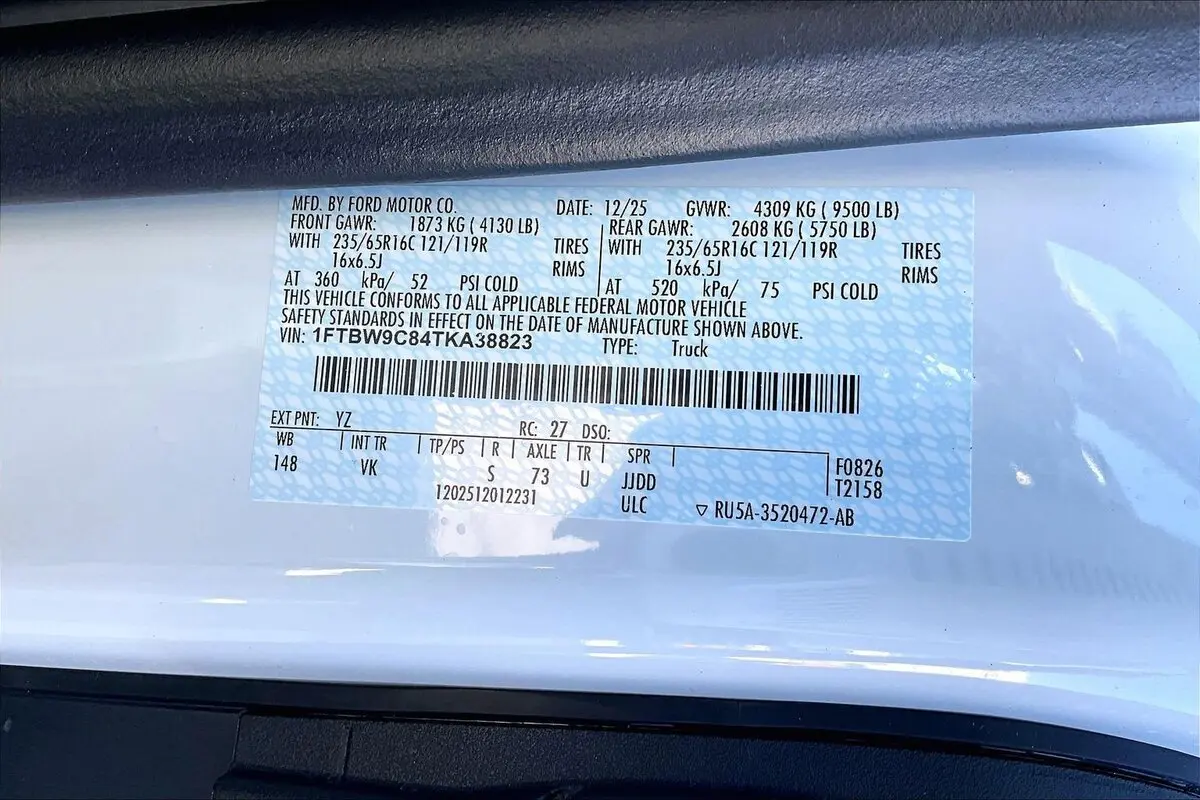 MFD. BY FORD MOTOR CO. DATE: 12/25 GVWR: 4309 KG ( 9500 LB)
FRONT GAWR: 1873 KG ( 4130 LB) REAR GAWR: 2608 KG ( 5750 LB)
WITH 235/65R16C 121/119R TIRES WITH 235/65R16C 121/119R TIRES
16x6.5J RIMS 16x6.5J RIMS
AT 360 kPa/ 52 PSI COLD AT 520 kPa/ 75 PSI COLD
THIS VEHICLE CONFORMS TO ALL APPLICABLE FEDERAL MOTOR VEHICLE
SAFETY STANDARDS IN EFFECT ON THE DATE OF MANUFACTURE SHOWN ABOVE.
VIN: 1FTBW9C84TKA38823 TYPE: Truck
EXT PNT: YZ RC: 27 DSO:
WB INT TR TP/PS R AXLE TR SPR F0826
148 VK S 73 U JJDD T2158
1202512012231 ULC ▽ RU5A-3520472-AB